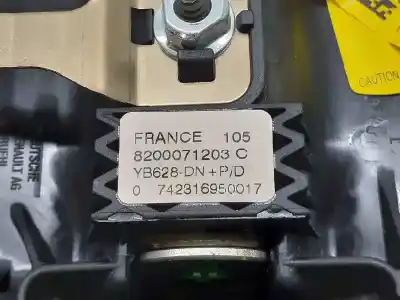 FRANCE 105
8200071203 C
YB628-DN+P/D
0 742316950017
CAUTION